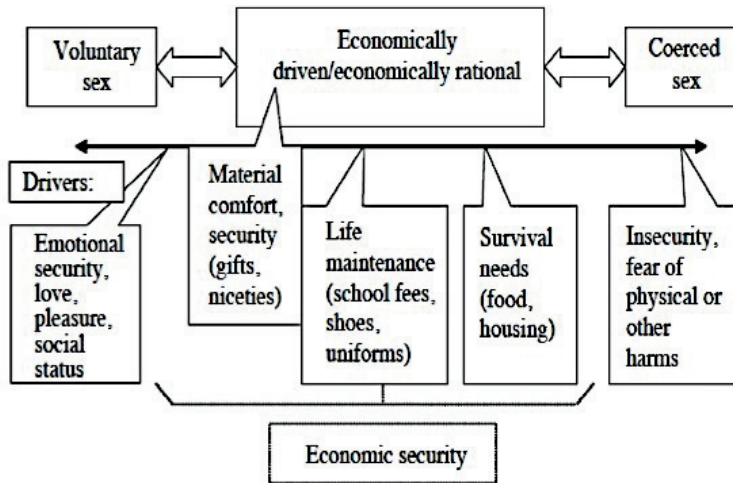 Voluntary
sex
Economically
driven/economically rational
Coerced
sex
Drivers:
Emotional
security,
love,
pleasure,
social
status
Material
comfort,
security
(gifts,
niceties)
Life
maintenance
(school fees,
shoes,
uniforms)
Survival
needs
(food,
housing)
Insecurity,
fear of
physical or
other
harms
Economic security